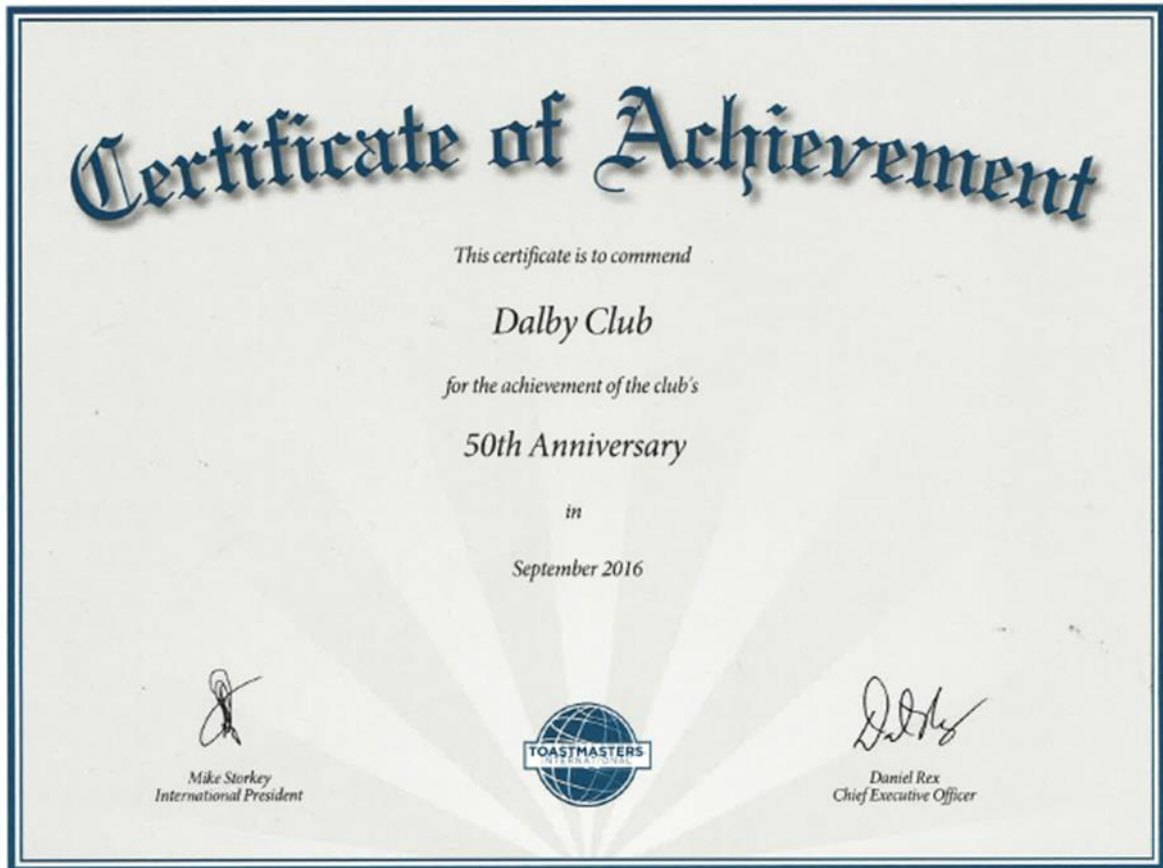 Certificate of Achievement
This certificate is to commend
Dalby Club
for the achievement of the club's
50th Anniversary
in
September 2016
Mike Storkey
International President
TOASTMASTERS
INTERNATIONAL
Daniel Rex
Chief Executive Officer